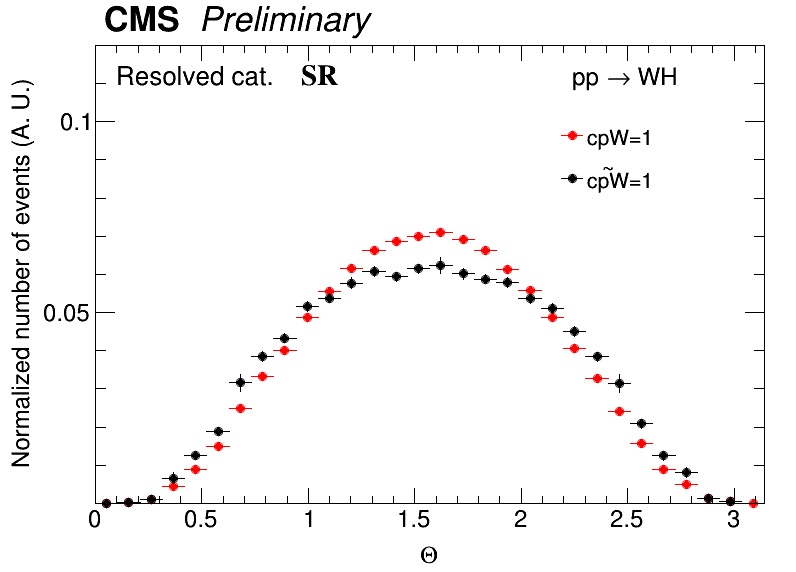 CMS Preliminary
Resolved cat. SR
pp → WH
cpW=1
cp̃W=1
Normalized number of events (A. U.)
0.1
0.05
0 0.5 1 1.5 2 2.5 3
Θ